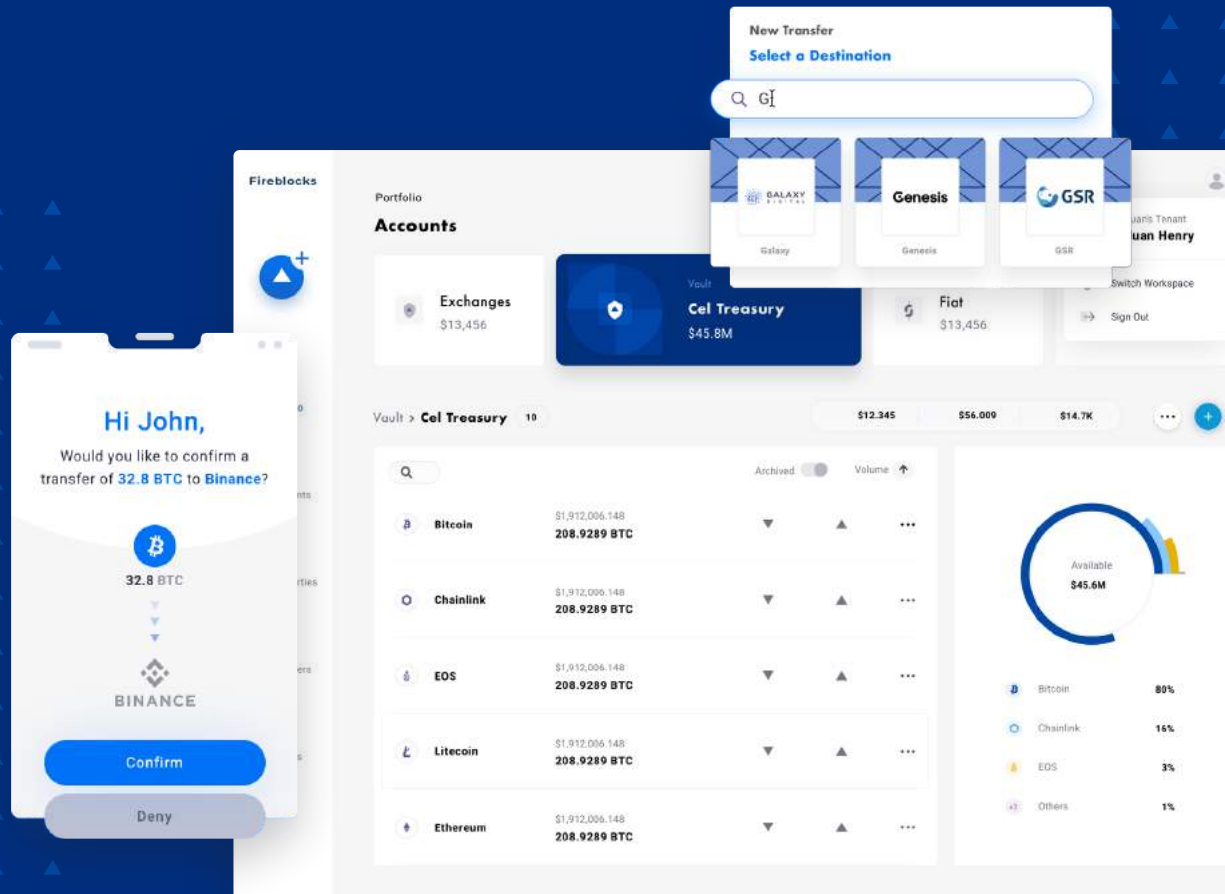 New Transfer
Select a Destination
G
GALAXY
DIGITAL
Genesis
GSR
Galaxy
Genesis
GSR
Fireblocks
Portfolio
Accounts
Exchanges
$13,456
Vault
Cel Treasury
$45.8M
Fiat
$13,456
uan's Tenant
uan Henry
Switch Workspace
Sign Out
Hi John,
Would you like to confirm a
transfer of 32.8 BTC to Binance?
32.8 BTC
BINANCE
Confirm
Deny
nts
rties
ers
s
Vault > Cel Treasury 10
$12.345 $56.009 $14.7K
Archived Volume
Bitcoin
$1,912,006.148
208.9289 BTC
Chainlink
$1,912,006.148
208.9289 BTC
EOS
$1,912,006.148
208.9289 BTC
Litecoin
$1,912,006.148
208.9289 BTC
Ethereum
$1,912,006.148
208.9289 BTC
Available
$45.6M
Bitcoin 80%
Chainlink 16%
EOS 3%
Others 1%